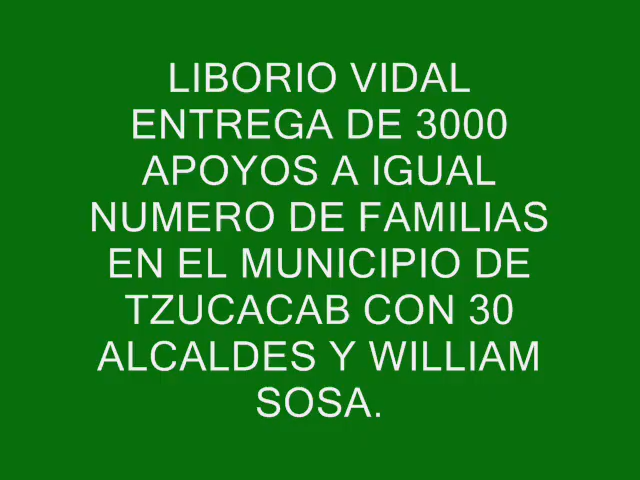 LIBORIO VIDAL
ENTREGA DE 3000
APOYOS A IGUAL
NUMERO DE FAMILIAS
EN EL MUNICIPIO DE
TZUCACAB CON 30
ALCALDES Y WILLIAM
SOSA.